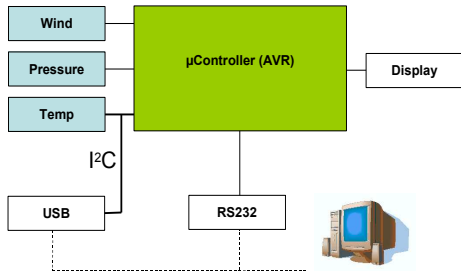 Wind
µController (AVR)
Pressure
Display
Temp
I²C
USB
RS232